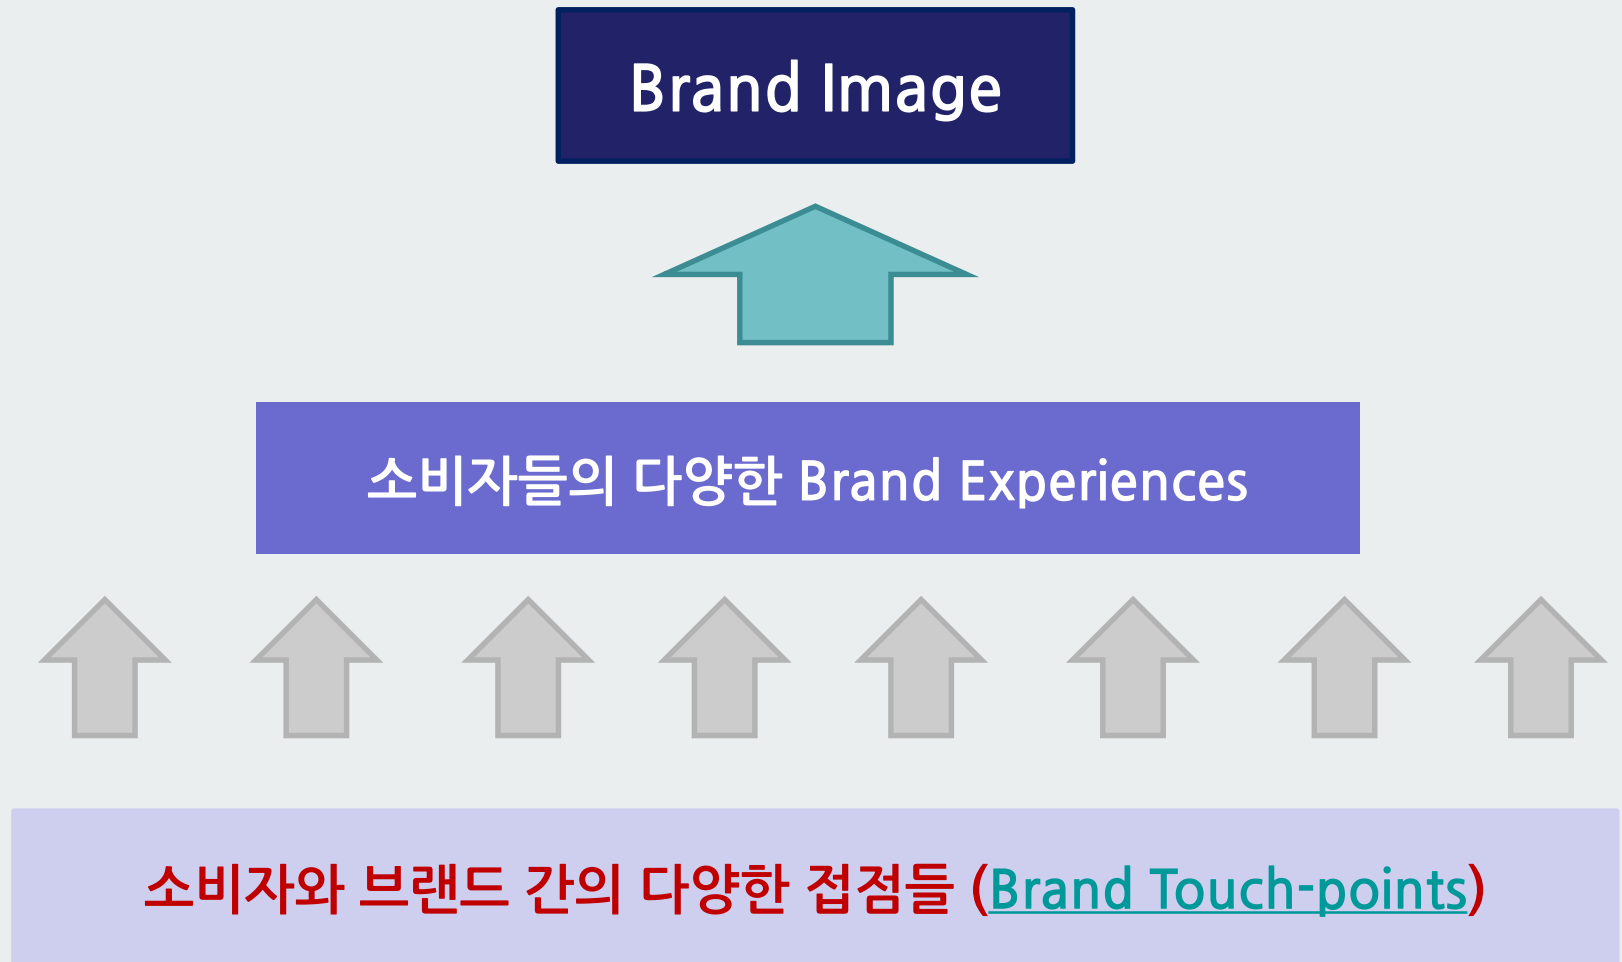 Brand Image
소비자들의 다양한 Brand Experiences
소비자와 브랜드 간의 다양한 접점들 (Brand Touch-points)